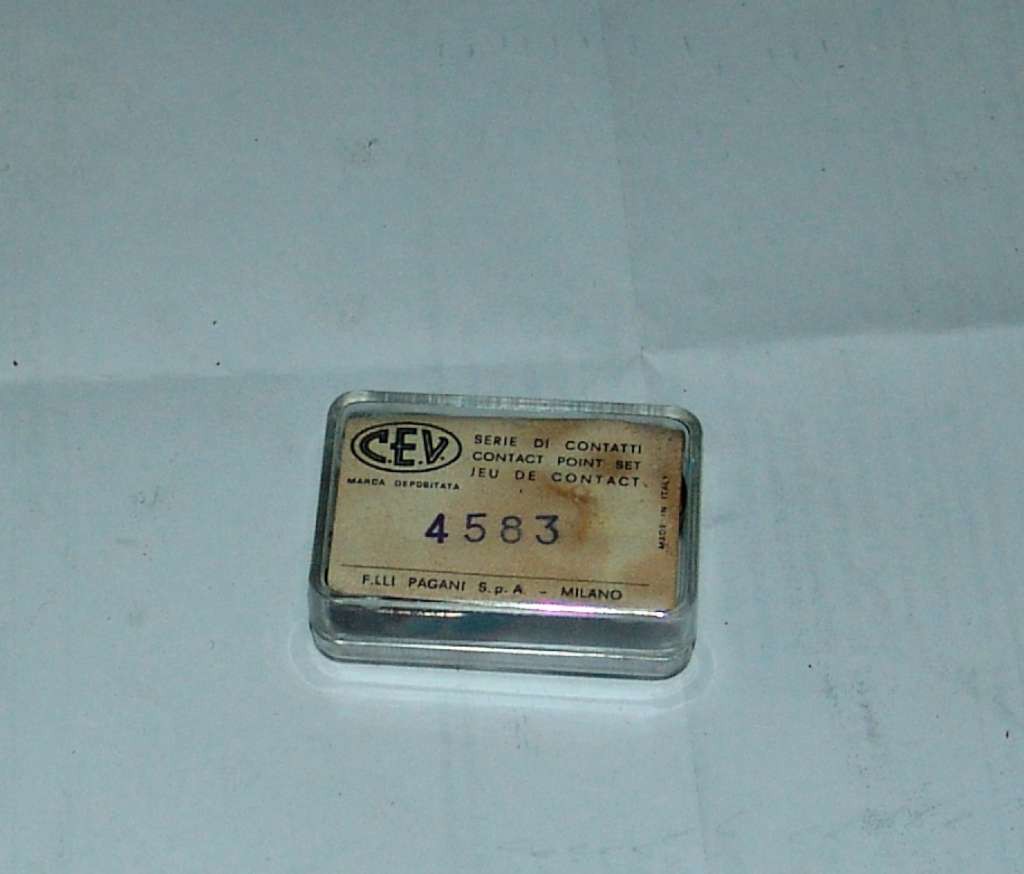 C.E.V.
MARCA DEPOSITATA
SERIE DI CONTATTI
CONTACT POINT SET
JEU DE CONTACT.
MADE IN ITALY
4583
F.LLI PAGANI S.p.A. - MILANO